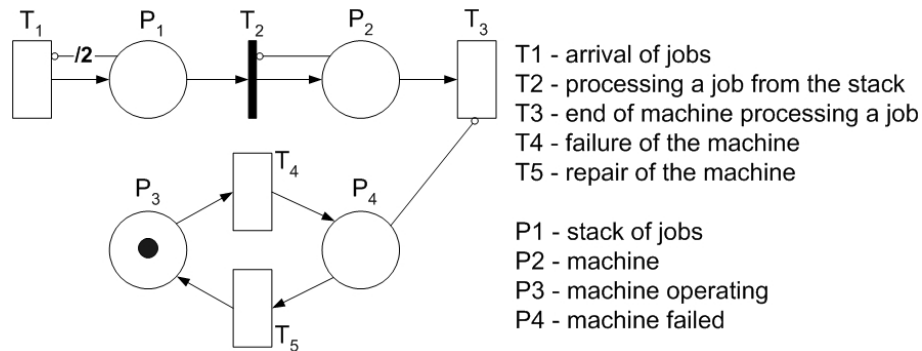 T1 P1 T2 P2 T3
/2
T1 - arrival of jobs
T2 - processing a job from the stack
T3 - end of machine processing a job
T4 - failure of the machine
T5 - repair of the machine
P3 T4 P4
T5
P1 - stack of jobs
P2 - machine
P3 - machine operating
P4 - machine failed